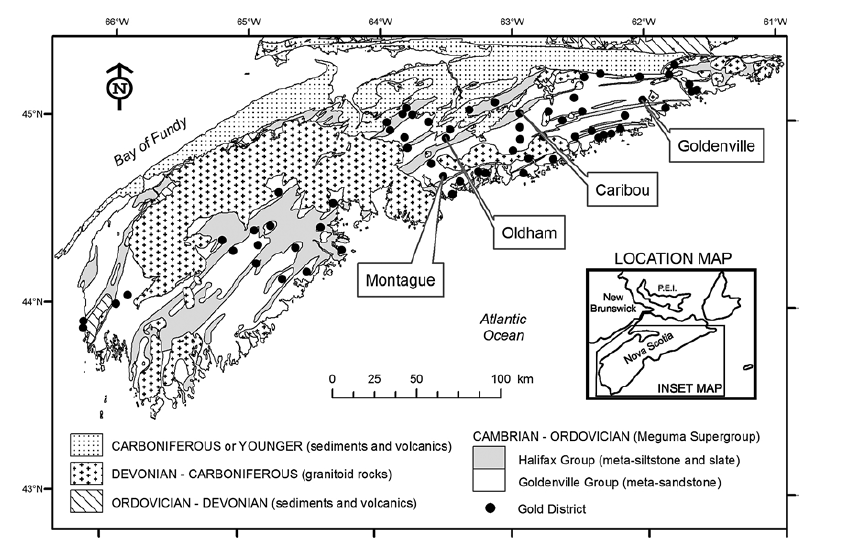 66°W 65°W 64°W 63°W 62°W 61°W
N
45°N
Bay of Fundy
Goldenville
Caribou
Oldham
Montague
44°N
Atlantic
Ocean
LOCATION MAP
P.E.I.
New
Brunswick
Nova Scotia
INSET MAP
0 25 50 100 km
43°N
CARBONIFEROUS or YOUNGER (sediments and volcanics)
DEVONIAN - CARBONIFEROUS (granitoid rocks)
ORDOVICIAN - DEVONIAN (sediments and volcanics)
CAMBRIAN - ORDOVICIAN (Meguma Supergroup)
Halifax Group (meta-siltstone and slate)
Goldenville Group (meta-sandstone)
Gold District